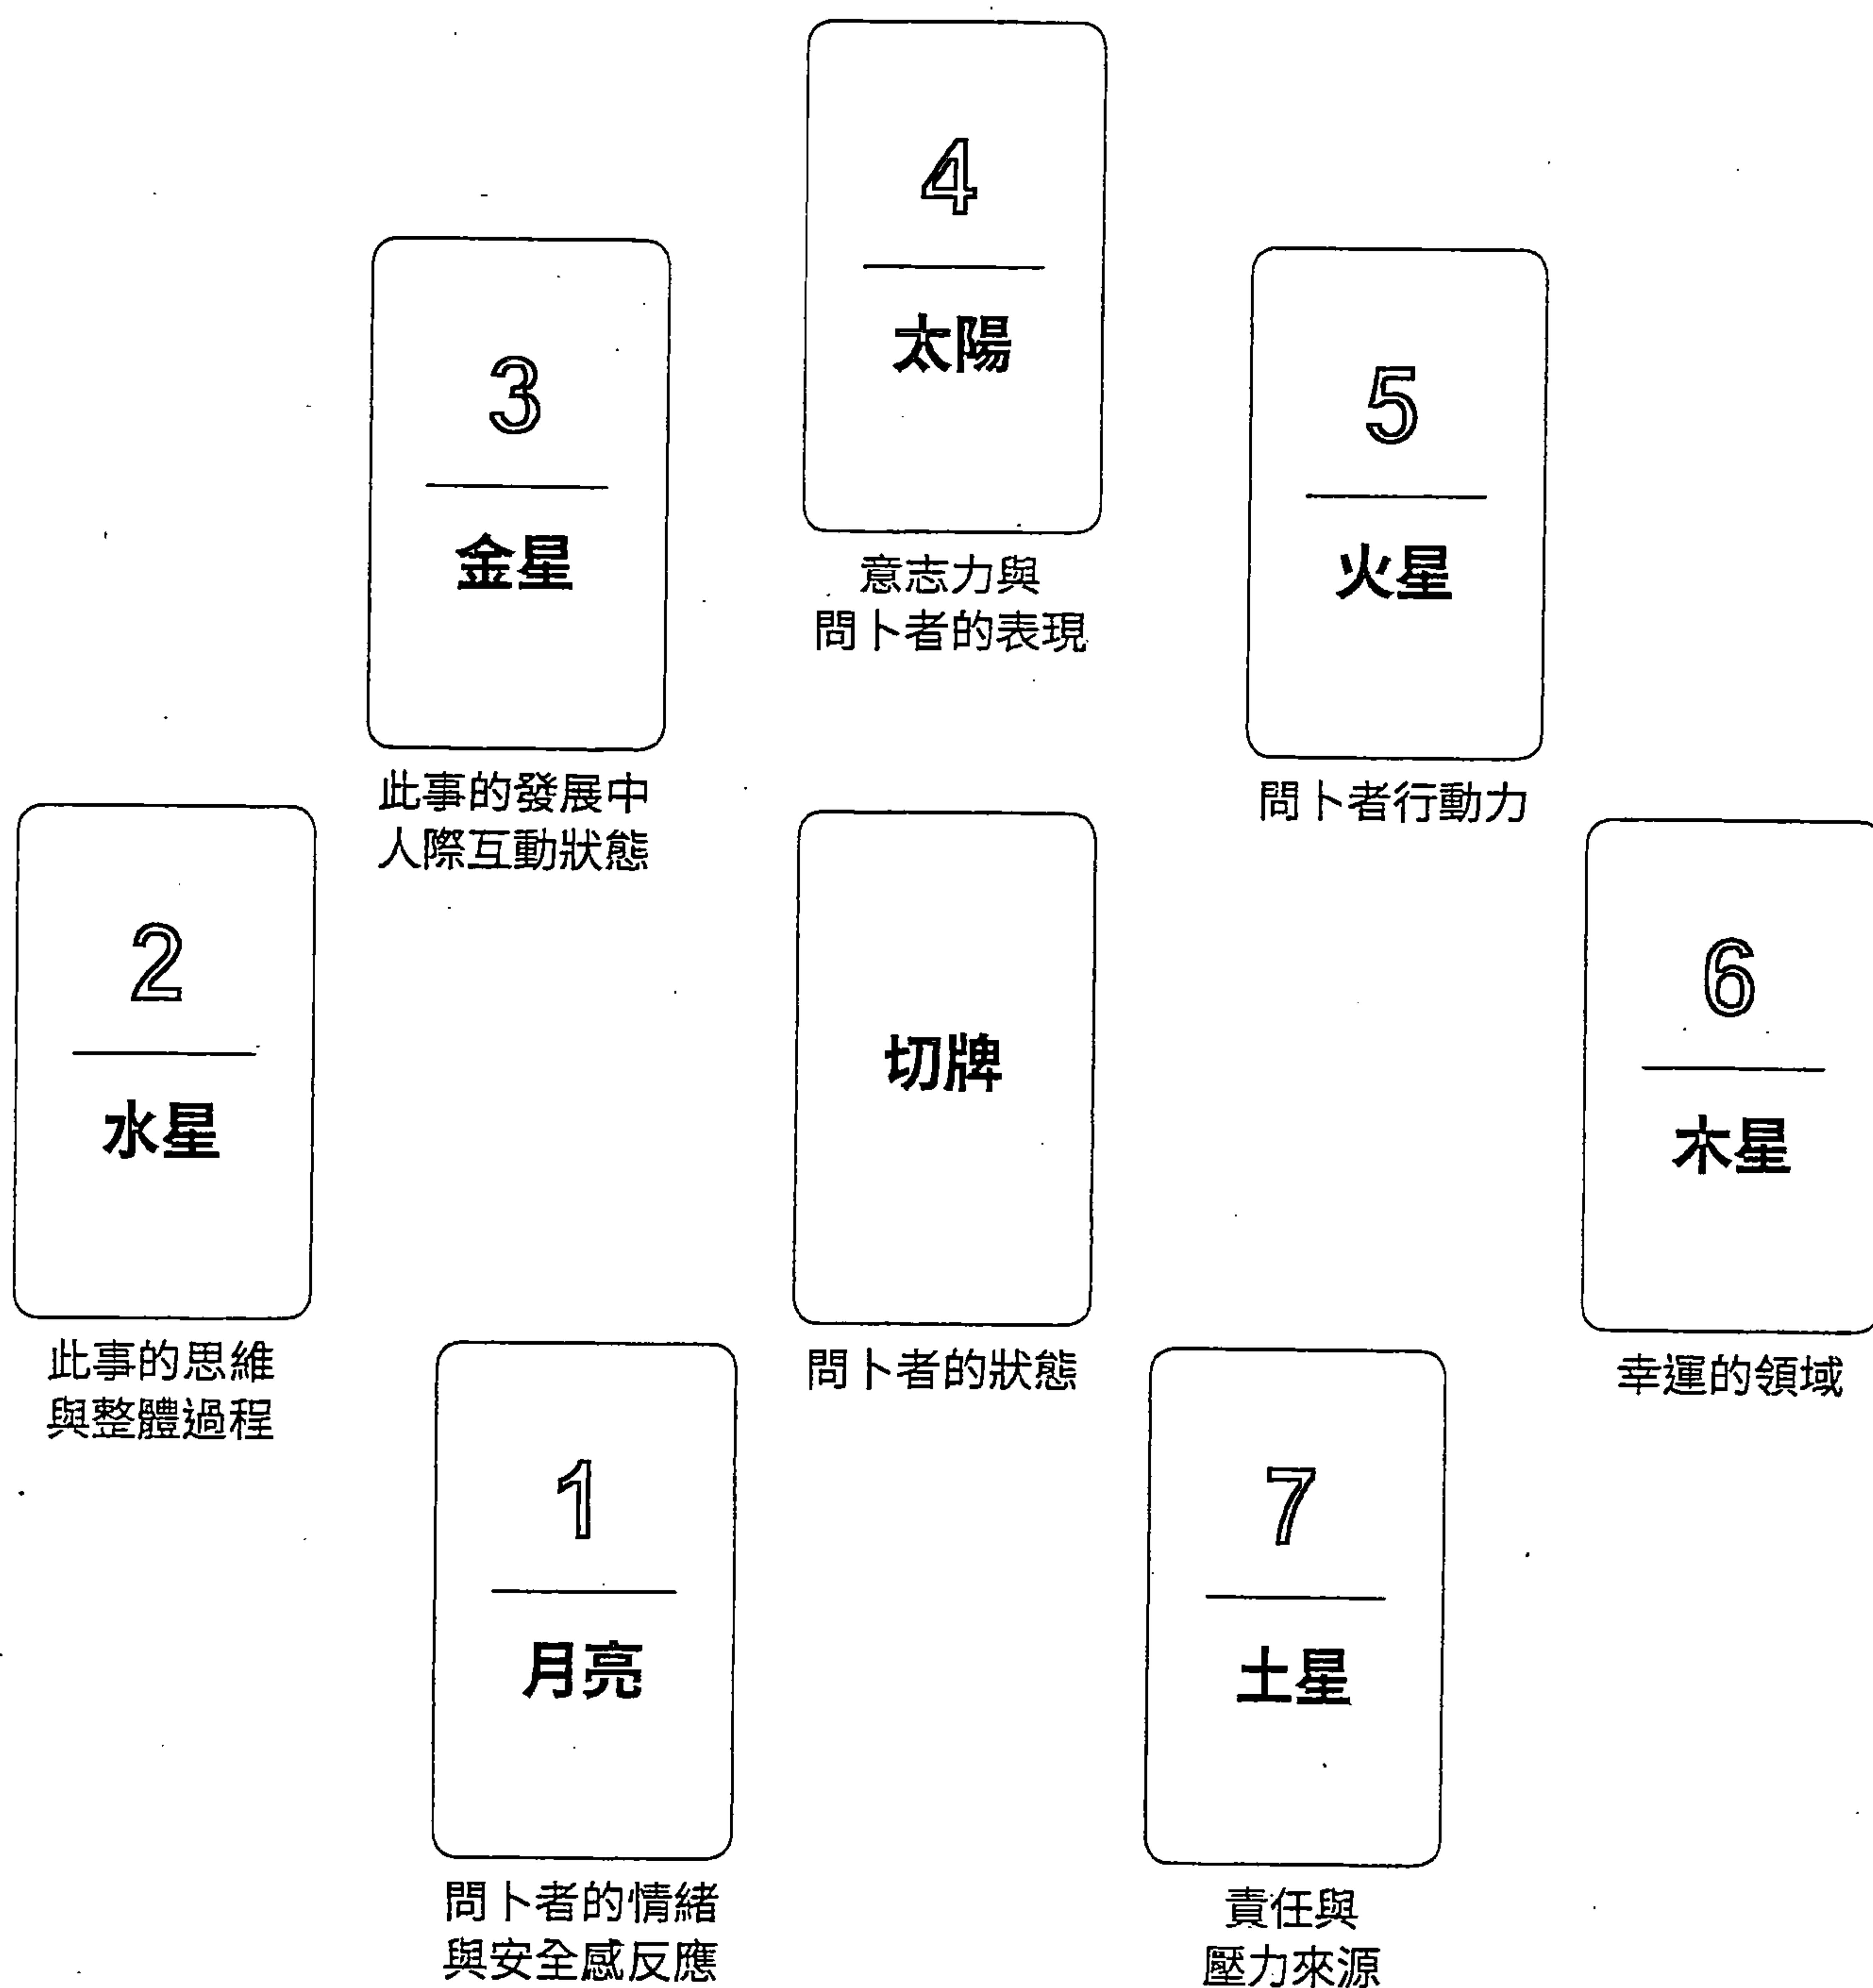 4
太陽
意志力與
問卜者的表現
3
金星
此事的發展中
人際互動狀態
5
火星
問卜者行動力
2
水星
此事的思維
與整體過程
切牌
問卜者的狀態
6
木星
幸運的領域
1
月亮
問卜者的情緒
與安全感反應
7
土星
責任與
壓力來源